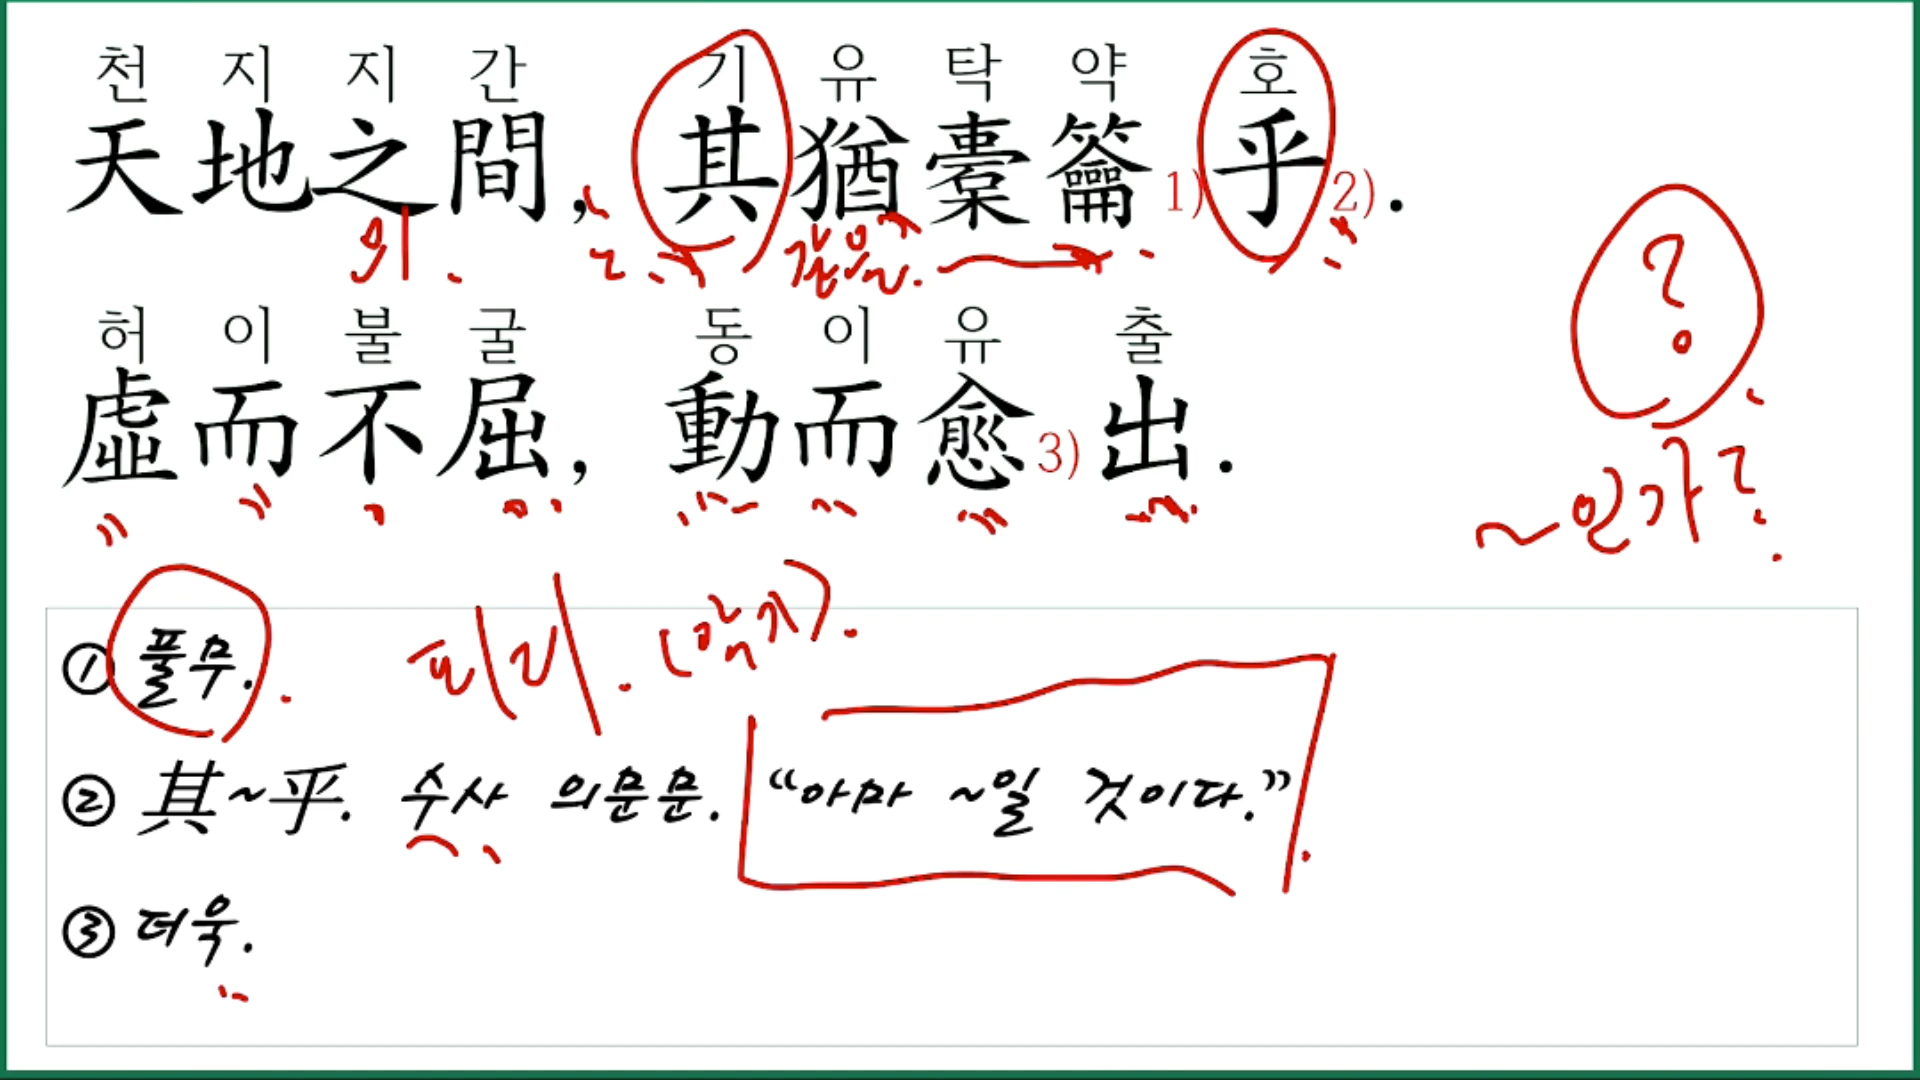 천 지 지 간 기 유 탁 약 호
天地之間, 其猶橐籥1)乎2).
의 같은
?
허 이 불 굴 동 이 유 출
虛而不屈, 動而愈3)出.
~인가?
① 풀무. 피리. (악기).
② 其~乎. 수사 의문문. “아마 ~일 것이다.”
③ 더욱.